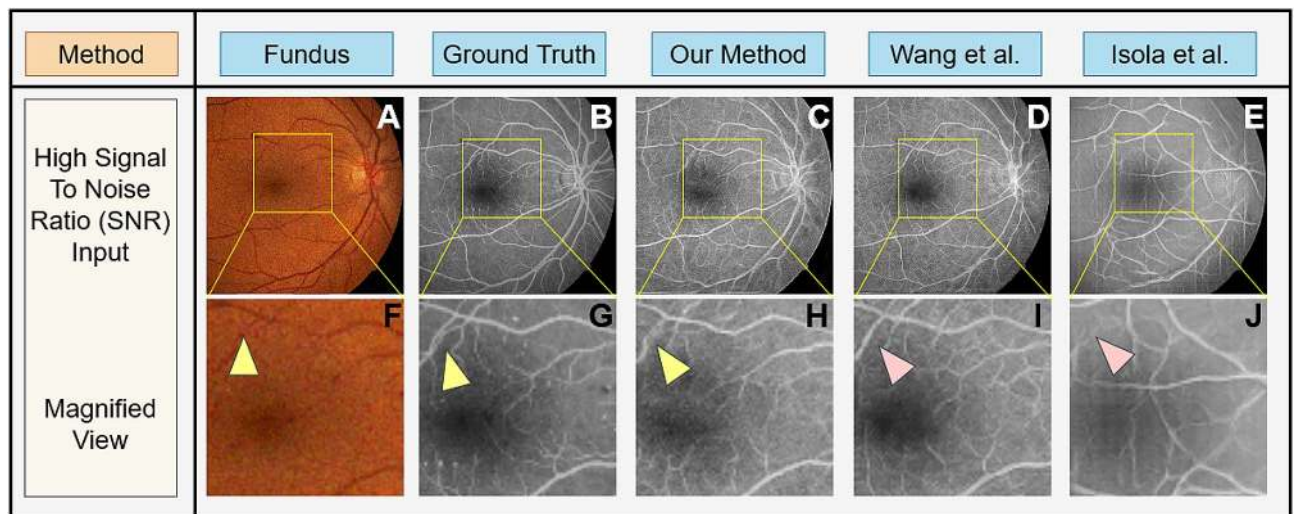 Method
Fundus
Ground Truth
Our Method
Wang et al.
Isola et al.
High Signal
To Noise
Ratio (SNR)
Input
A
B
C
D
E
Magnified
View
F
G
H
I
J